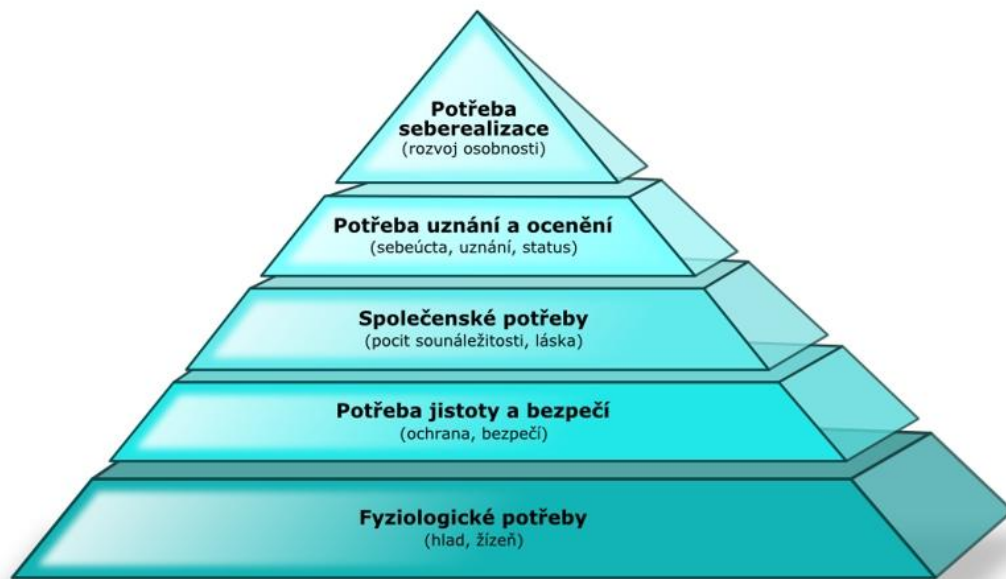 Potřeba
seberealizace
(rozvoj osobnosti)
Potřeba uznání a ocenění
(sebeúcta, uznání, status)
Společenské potřeby
(pocit sounáležitosti, láska)
Potřeba jistoty a bezpečí
(ochrana, bezpečí)
Fyziologické potřeby
(hlad, žízeň)